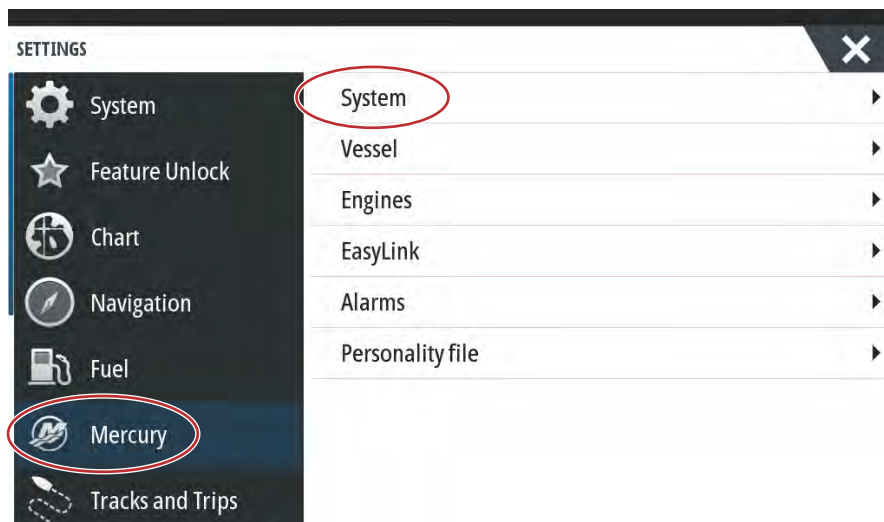 SETTINGS
System
Feature Unlock
Chart
Navigation
Fuel
Mercury
Tracks and Trips
System
Vessel
Engines
EasyLink
Alarms
Personality file